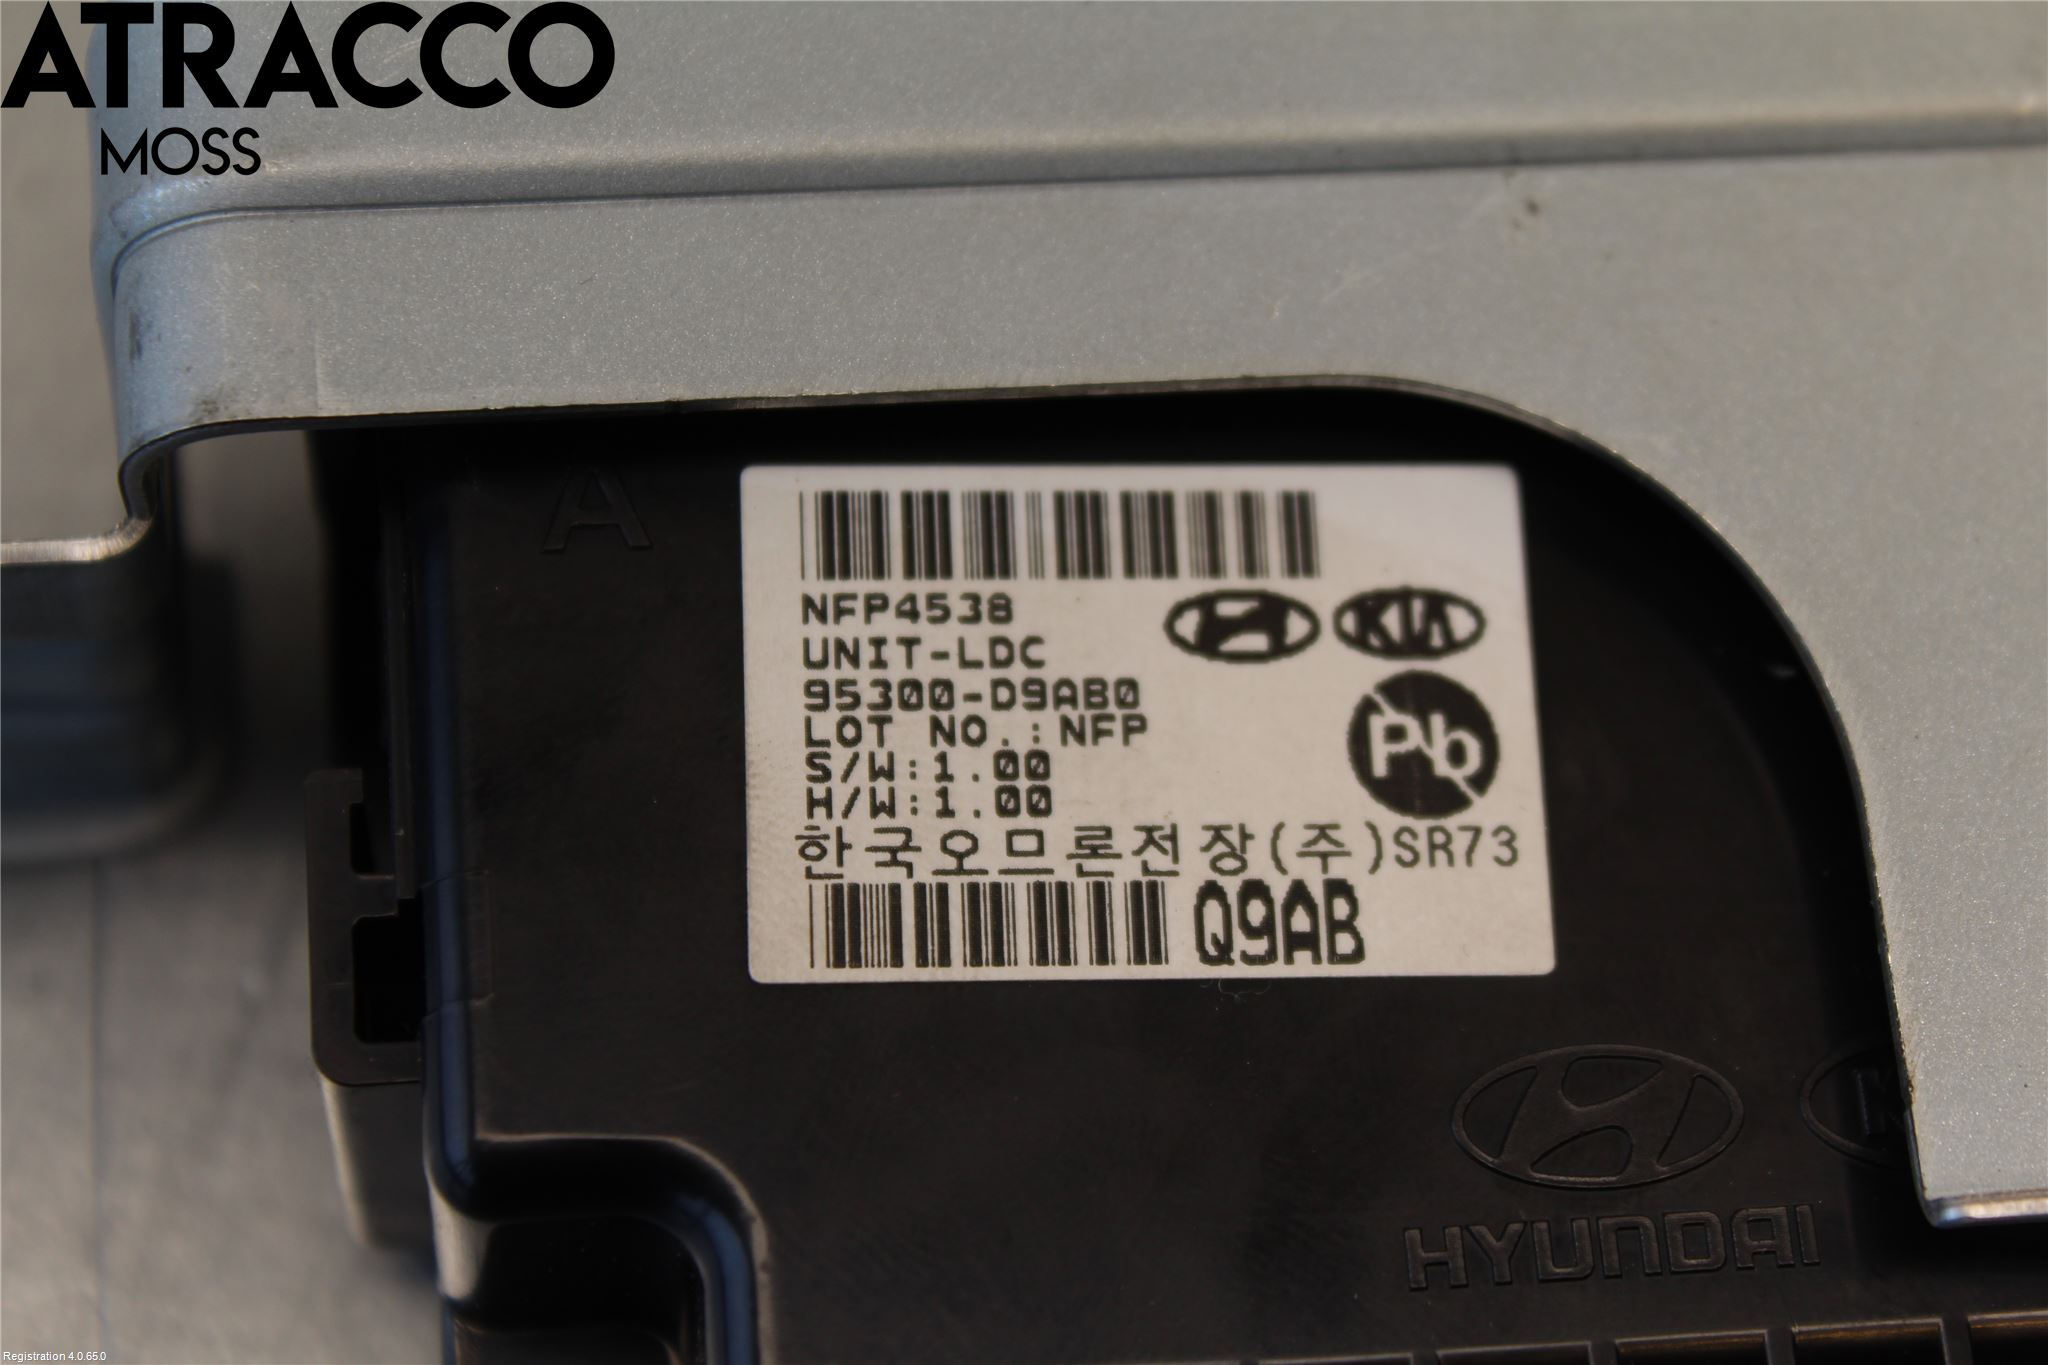 ATRACCO
MOSS
A
NFP4538
UNIT-LDC
KIA
95300-D9AB0
LOT NO.:NFP
S/W:1.00
H/W:1.00
Pb
한국오므론전장(주)SR73
Q9AB
HYUNDAI
Registration 4.0.65.0